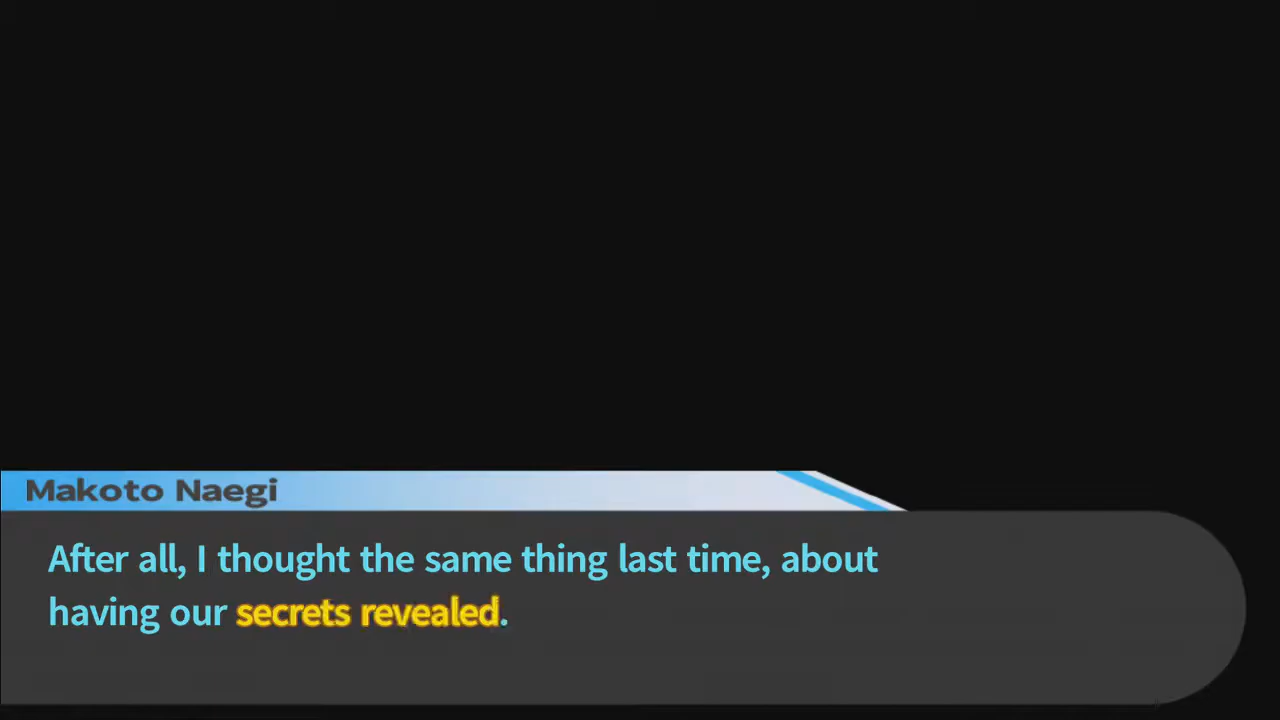 Makoto Naegi
After all, I thought the same thing last time, about
having our secrets revealed.